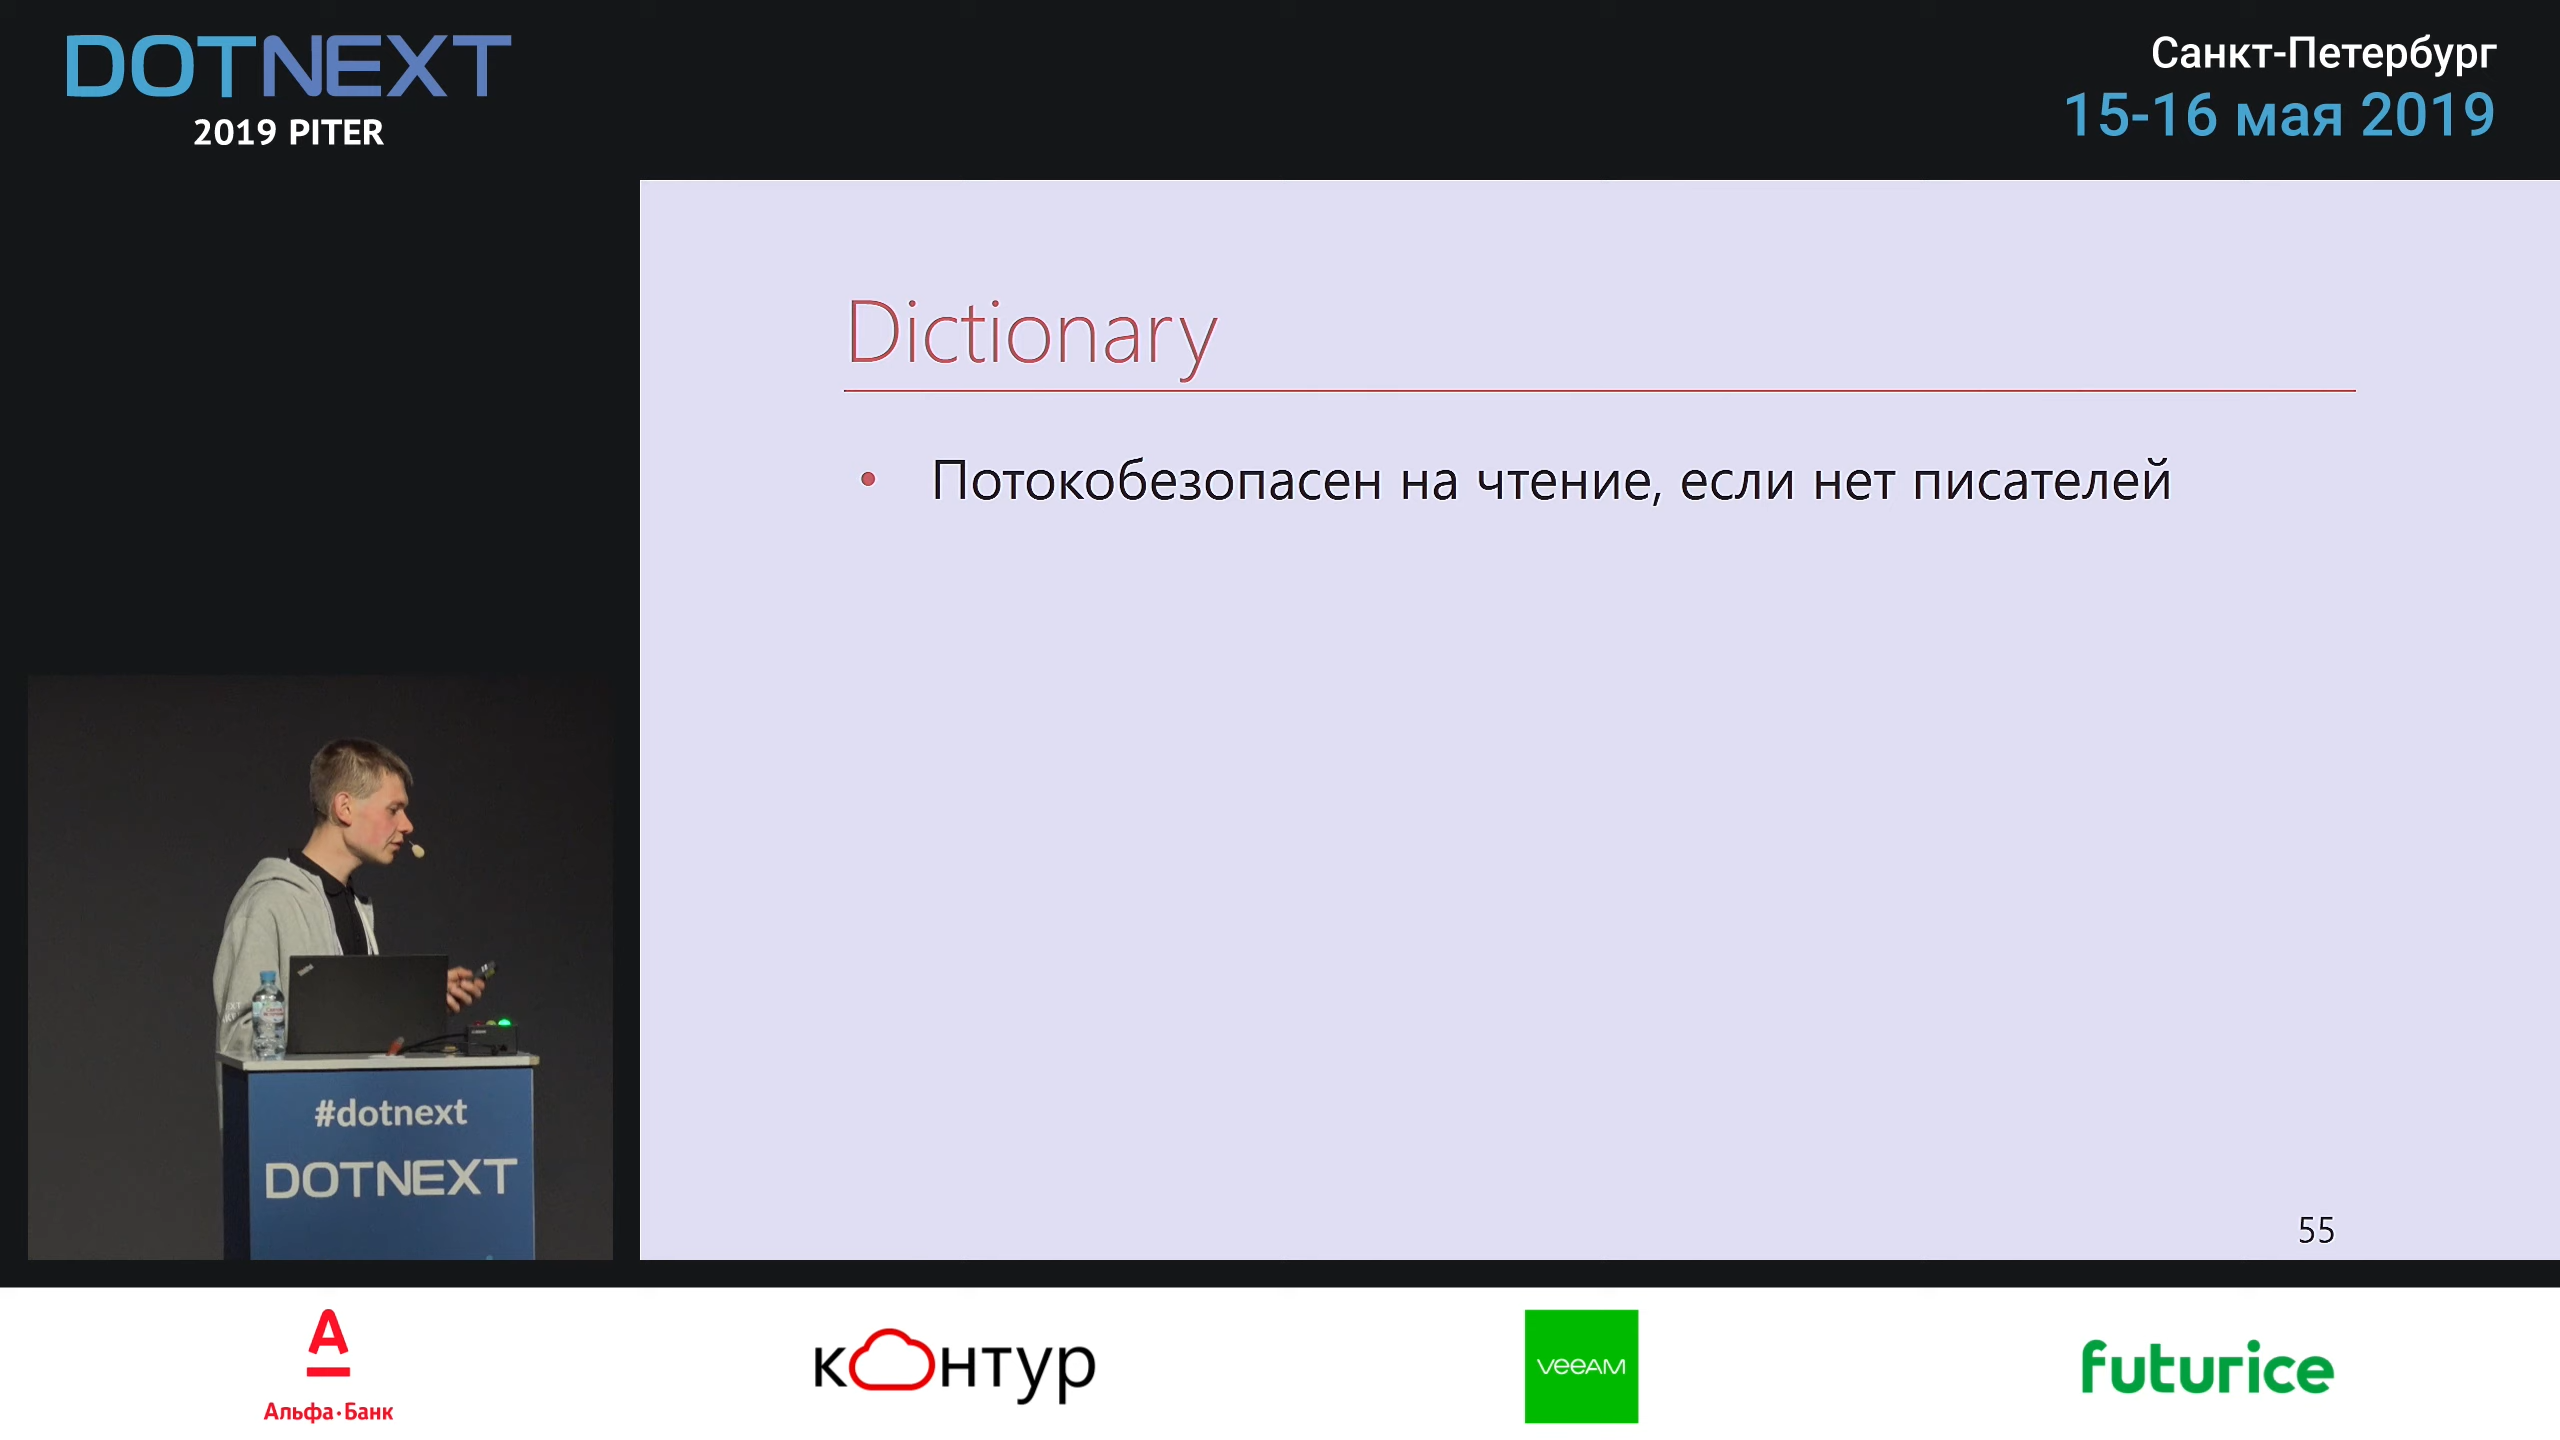 DOTNEXT
2019 PITER
Санкт-Петербург
15-16 мая 2019
Dictionary
• Потокобезопасен на чтение, если нет писателей
55
#dotnext
DOTNEXT
А
Альфа·Банк
контур
veeam
futurice